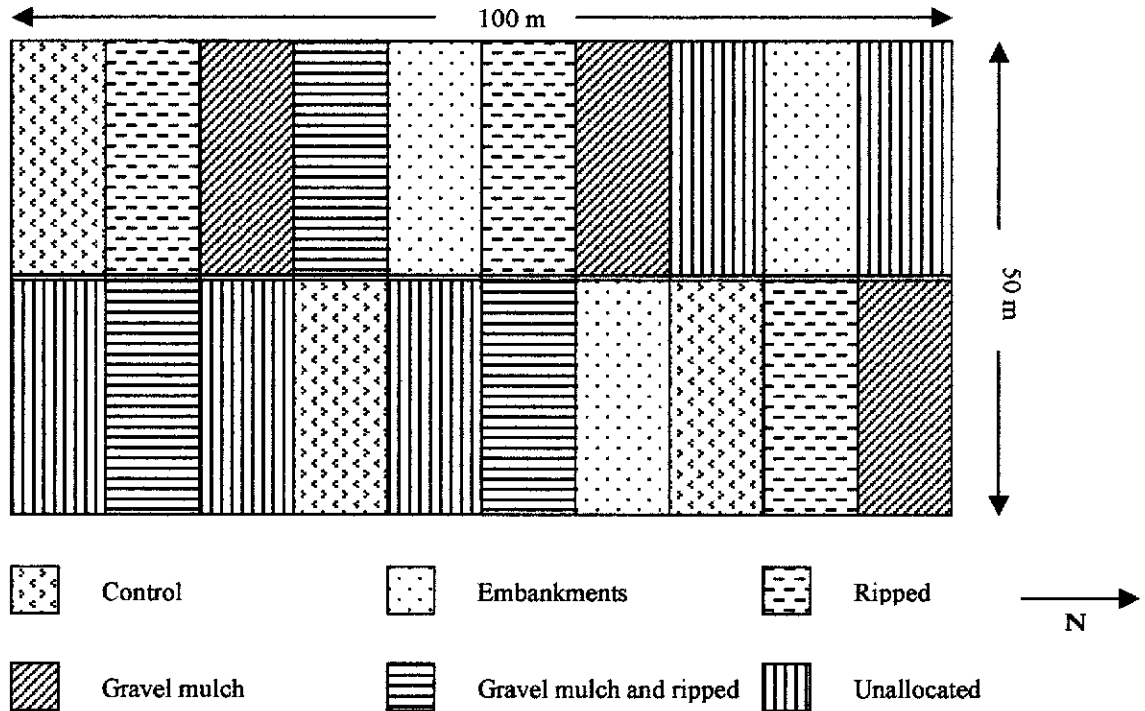 100 m
50 m
Control
Embankments
Ripped
N
Gravel mulch
Gravel mulch and ripped
Unallocated